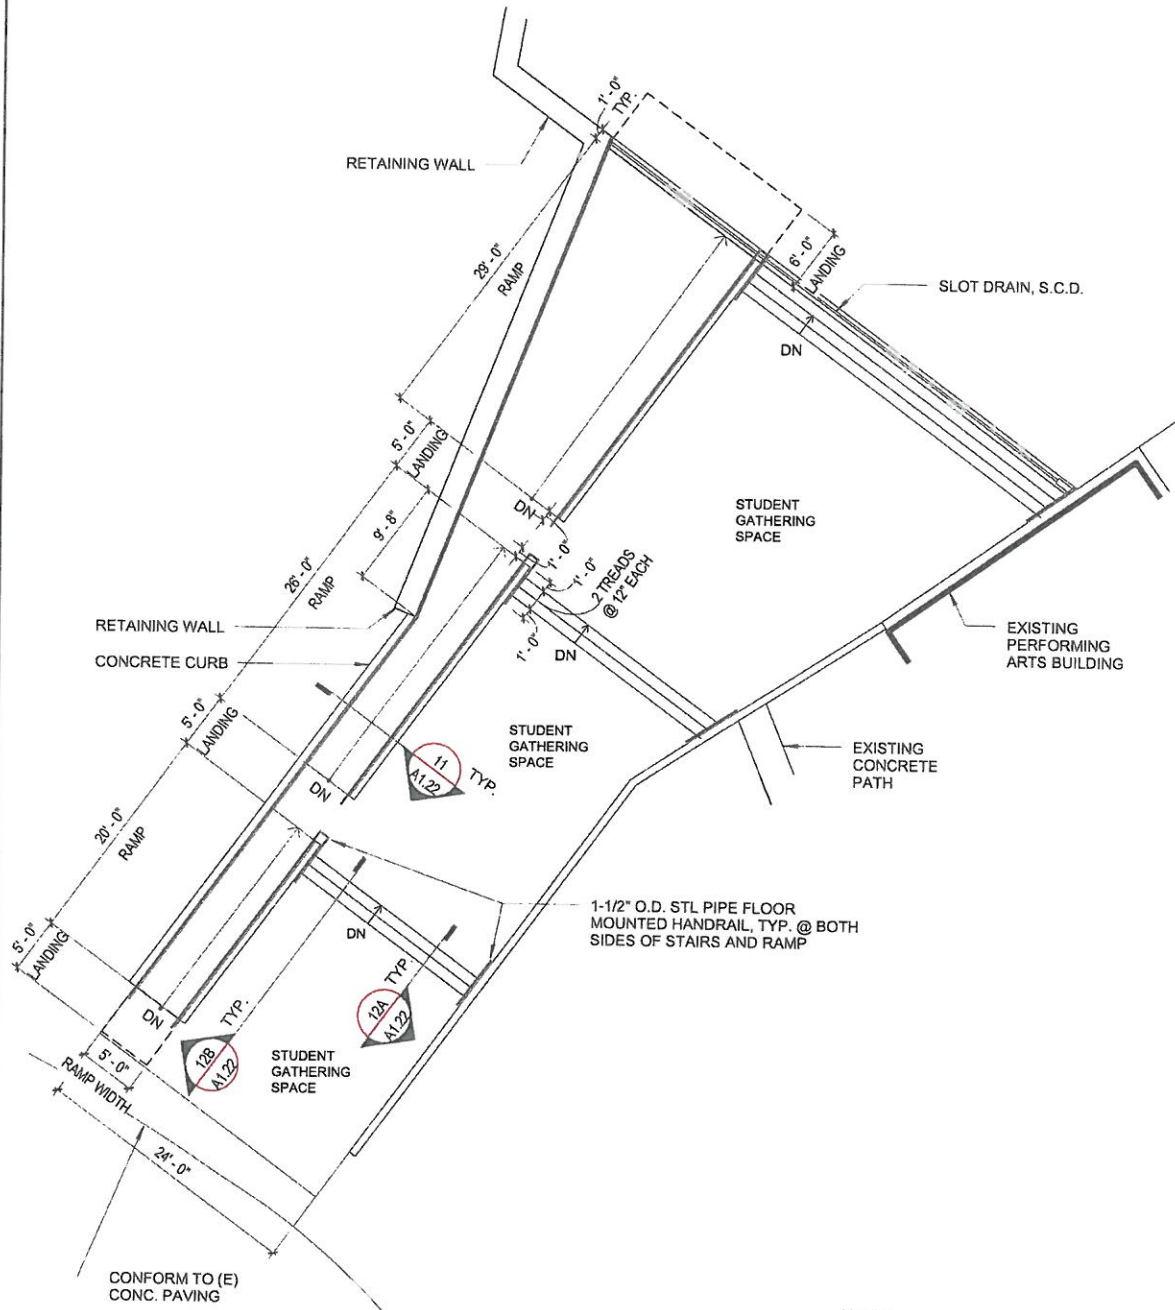 1'-0"
TYP.
RETAINING WALL
29'-0"
RAMP
6'-0"
LANDING
SLOT DRAIN, S.C.D.
DN
5'-0"
LANDING
9'-8"
DN
STUDENT
GATHERING
SPACE
1'-0"
1'-0"
2 TREADS
@ 12" EACH
1'-0"
26'-0"
RAMP
RETAINING WALL
CONCRETE CURB
DN
EXISTING
PERFORMING
ARTS BUILDING
5'-0"
LANDING
STUDENT
GATHERING
SPACE
EXISTING
CONCRETE
PATH
11
A1.22
TYP.
DN
20'-0"
RAMP
1-1/2" O.D. STL PIPE FLOOR
MOUNTED HANDRAIL, TYP. @ BOTH
SIDES OF STAIRS AND RAMP
DN
5'-0"
LANDING
DN
TYP.
12A
A1.22
TYP.
12B
A1.22
STUDENT
GATHERING
SPACE
5'-0"
RAMP WIDTH
24'-0"
CONFORM TO (E)
CONC. PAVING